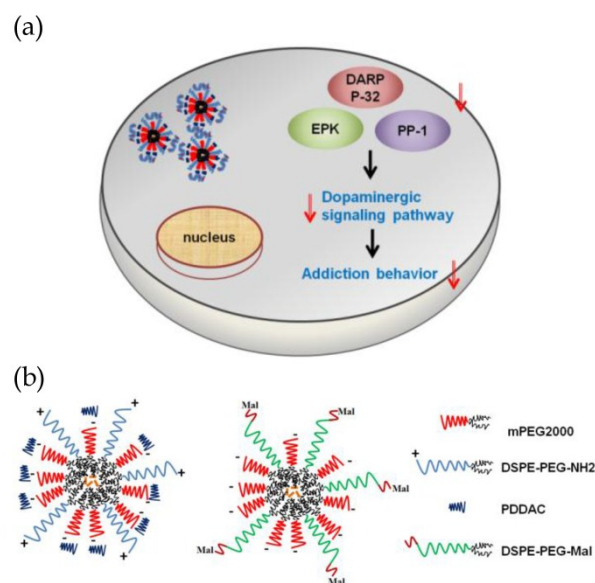 (a)
DARP
P-32
EPK
PP-1
Dopaminergic
signaling pathway
nucleus
Addiction behavior
(b)
+
+
+
+
+
+
-
-
-
-
-
-
-
-
Mal
Mal
Mal
Mal
Mal
-
-
-
-
-
mPEG2000
+
DSPE-PEG-NH2
PDDAC
DSPE-PEG-Mal